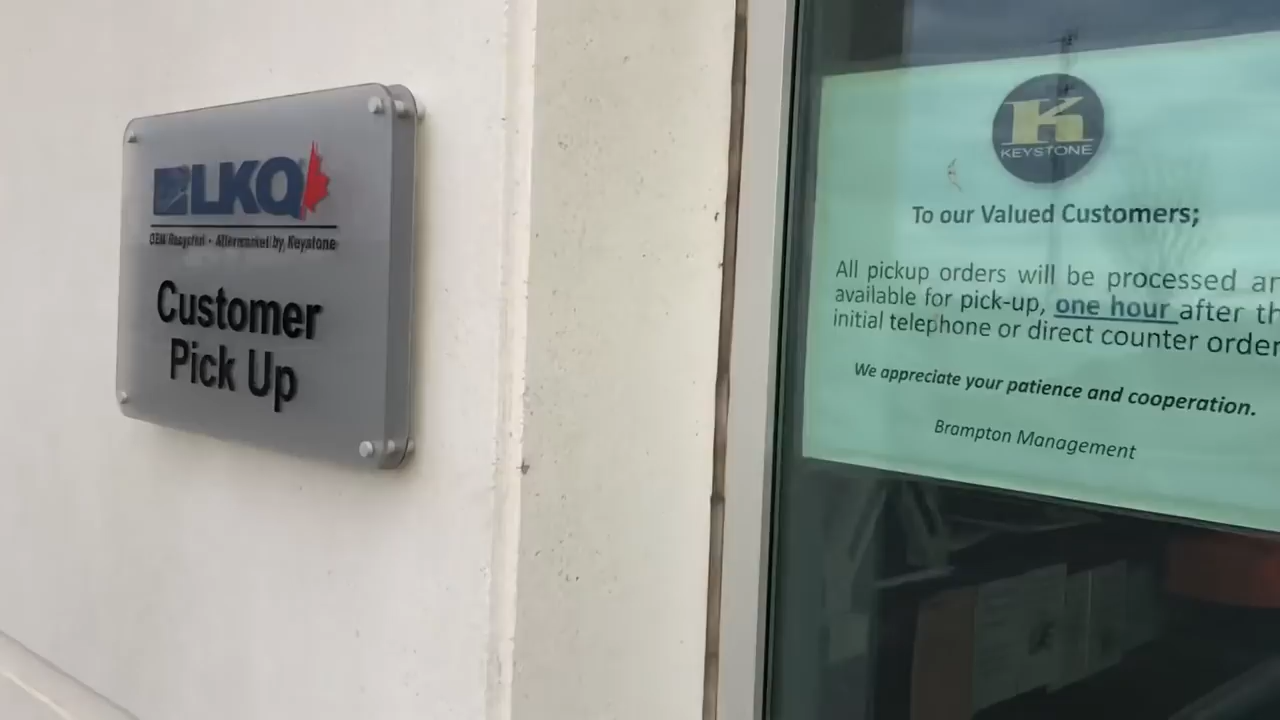 LKQ
OEM Recycled • Aftermarket by Keystone
Customer
Pick Up
K
KEYSTONE
To our Valued Customers;
All pickup orders will be processed an
available for pick-up, one hour after th
initial telephone or direct counter order
We appreciate your patience and cooperation.
Brampton Management